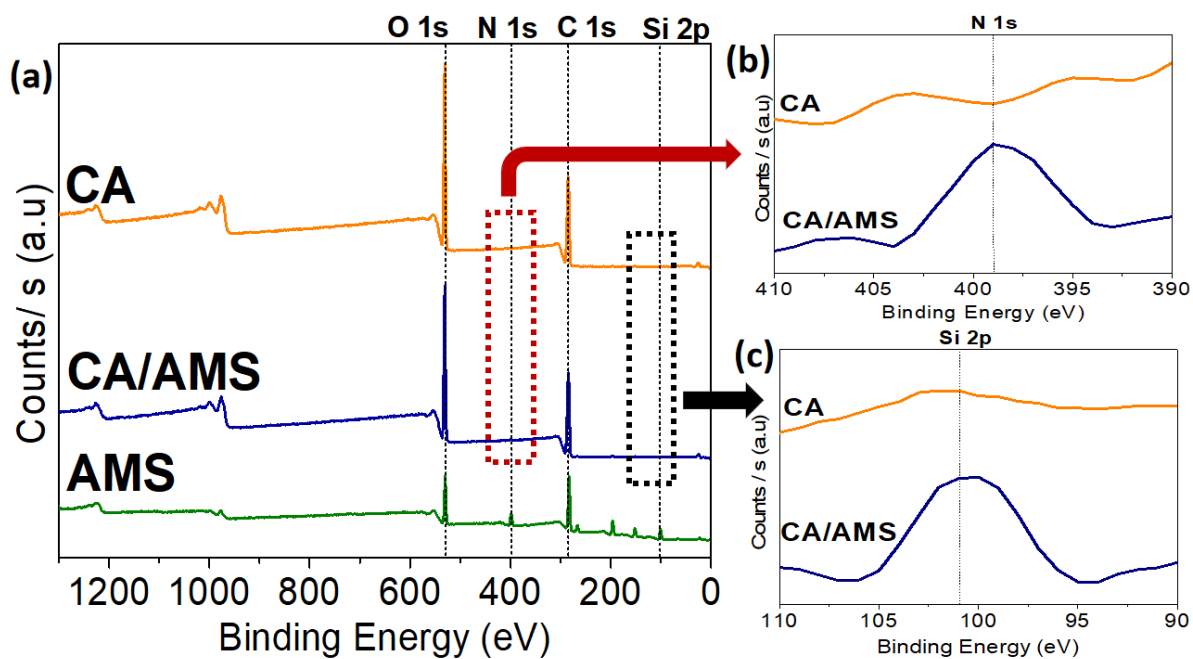 O 1s N 1s C 1s Si 2p
(a)
CA
CA/AMS
AMS
Counts/ s (a.u)
1200 1000 800 600 400 200 0
Binding Energy (eV)
N 1s
(b)
CA
CA/AMS
Counts/ s (a.u)
410 405 400 395 390
Binding Energy (eV)
(c)
Si 2p
CA
CA/AMS
Counts/ s (a.u)
110 105 100 95 90
Binding Energy (eV)